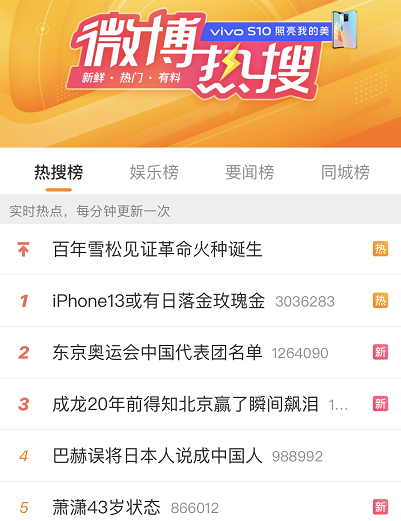 微博热搜
vivo S10 照亮我的美
新鲜·热门·有料
热搜榜 娱乐榜 要闻榜 同城榜
实时热点，每分钟更新一次
百年雪松见证革命火种诞生 热
1 iPhone13或有日落金玫瑰金 3036283 热
2 东京奥运会中国代表团名单 1264090 新
3 成龙20年前得知北京赢了瞬间飙泪 1... 新
4 巴赫误将日本人说成中国人 988992
5 萧潇43岁状态 866012 新